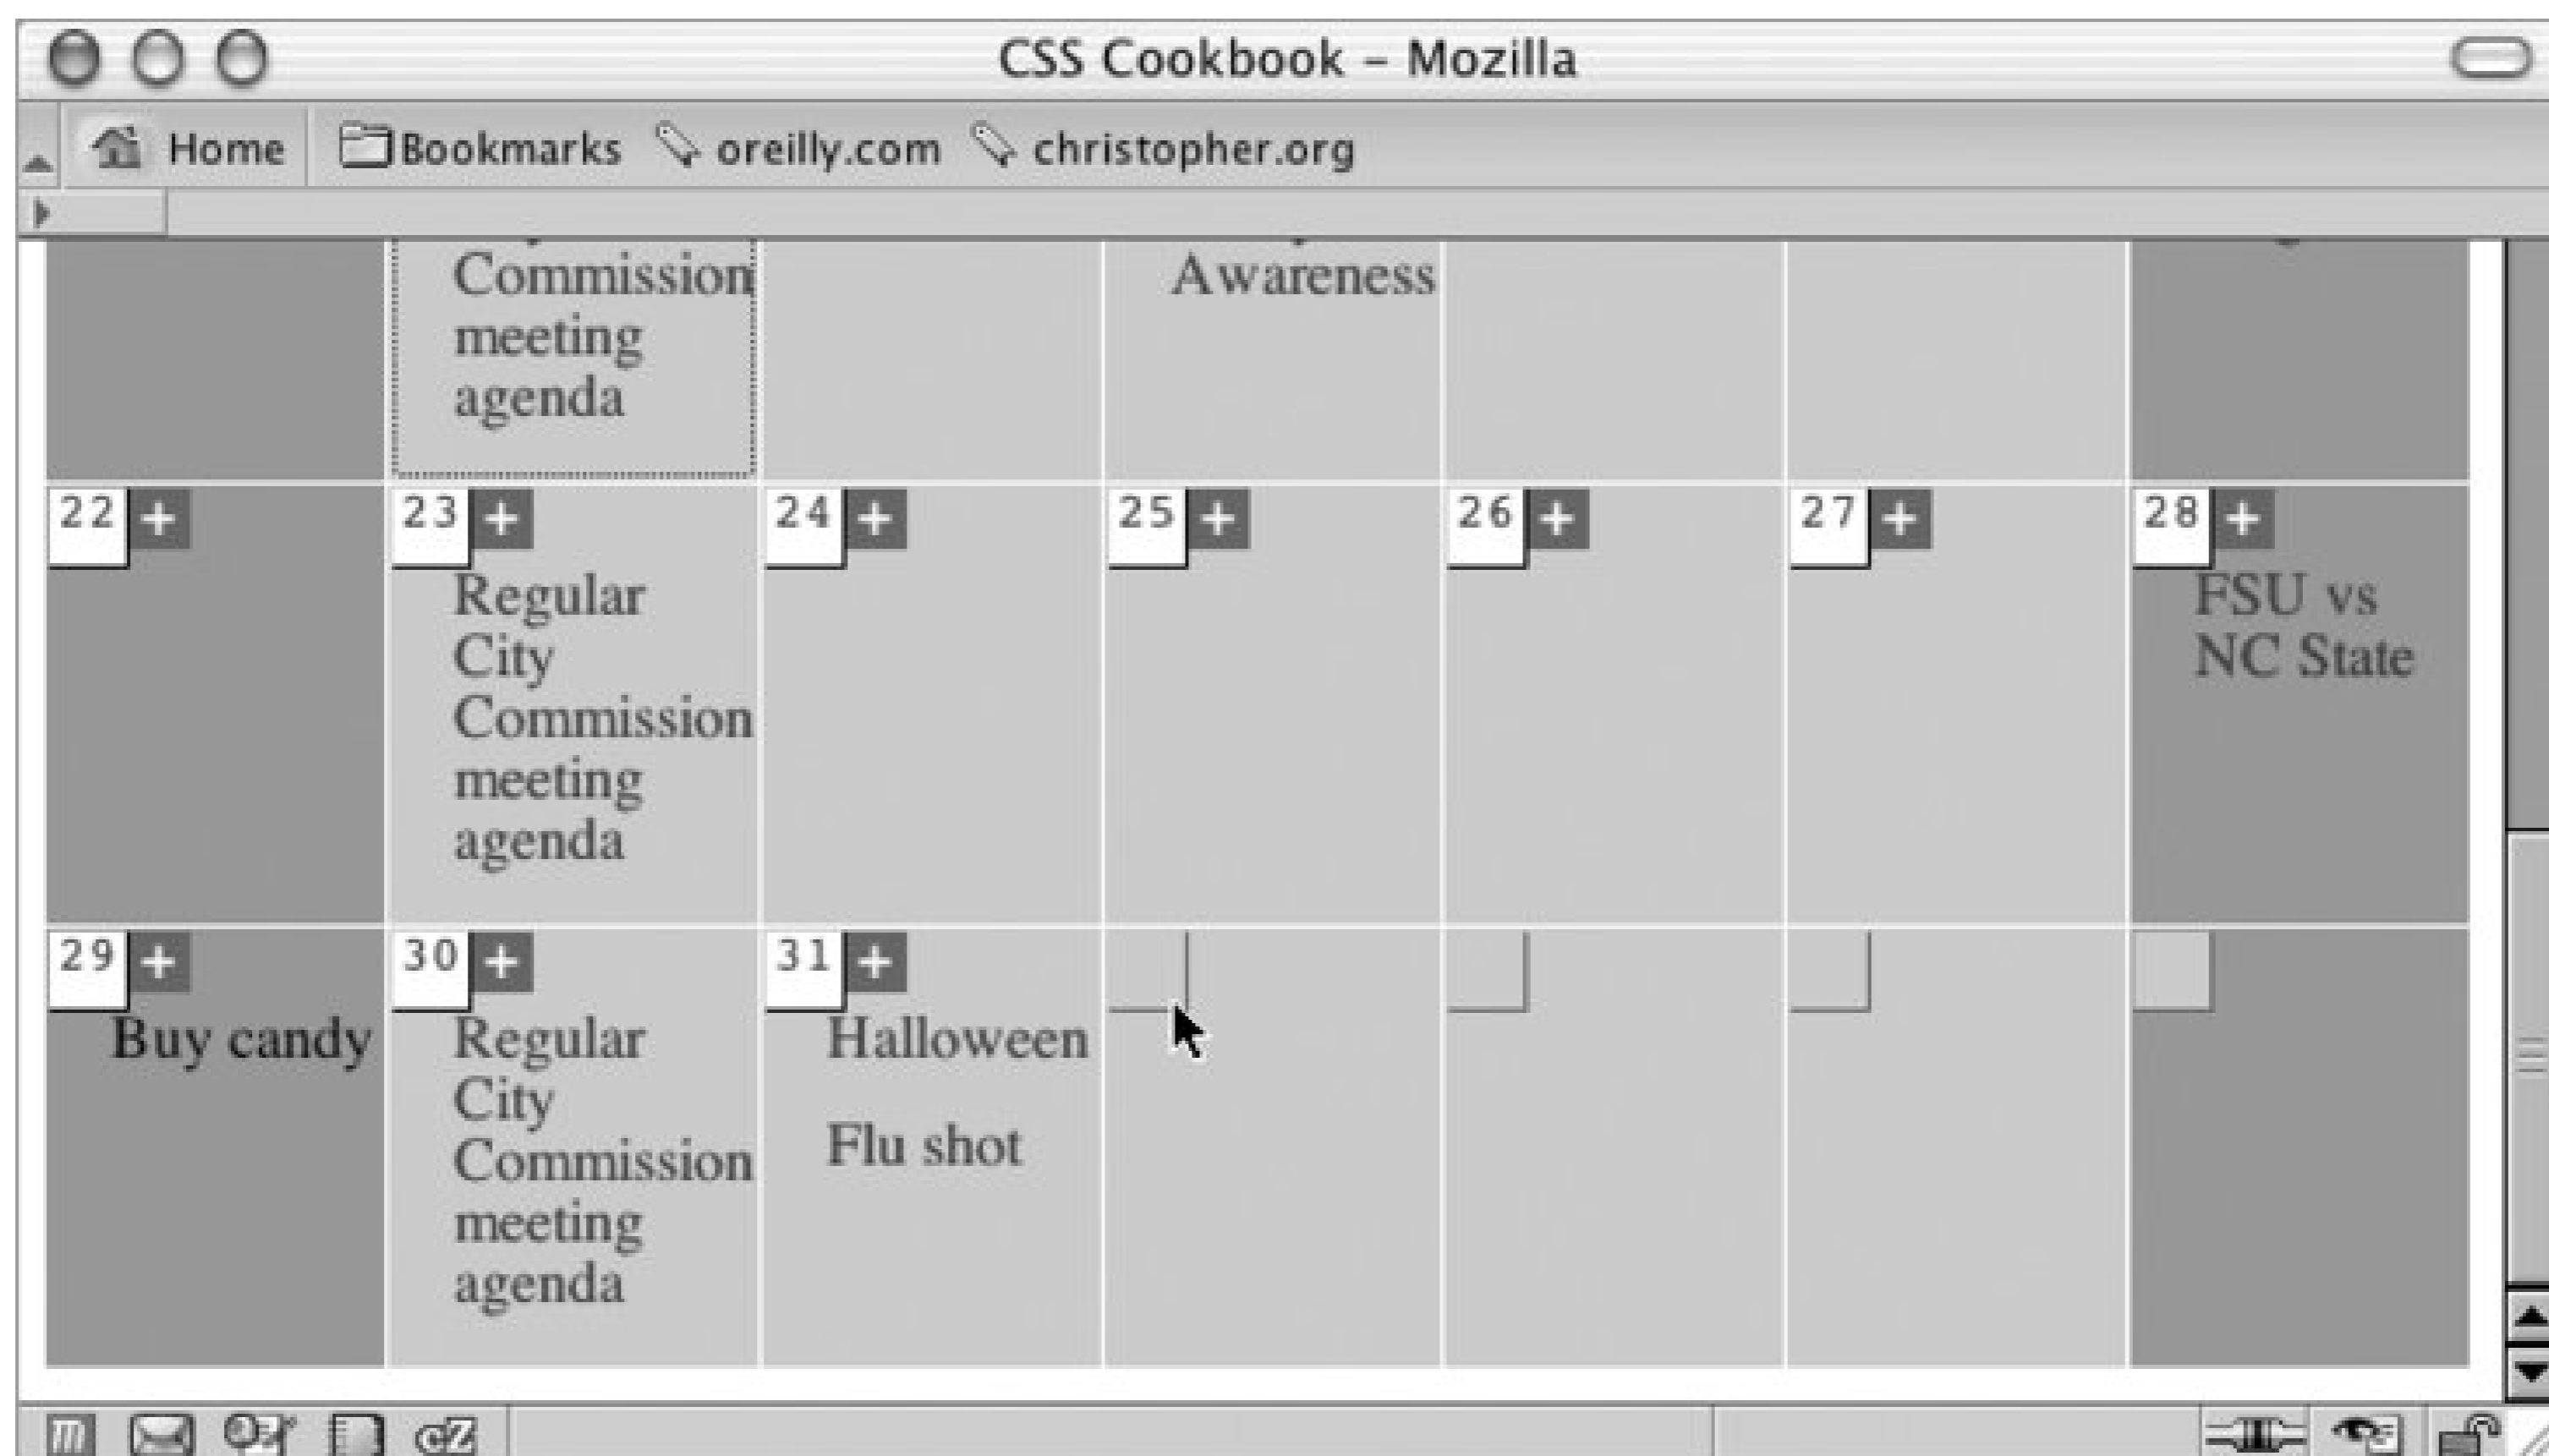 CSS Cookbook – Mozilla
Home Bookmarks oreilly.com christopher.org
Commission
meeting
agenda
Awareness
22 + 23 + 24 + 25 + 26 + 27 + 28 +
Regular
City
Commission
meeting
agenda
FSU vs
NC State
29 + 30 + 31 +
Buy candy
Regular
City
Commission
meeting
agenda
Halloween
Flu shot
m
cZ